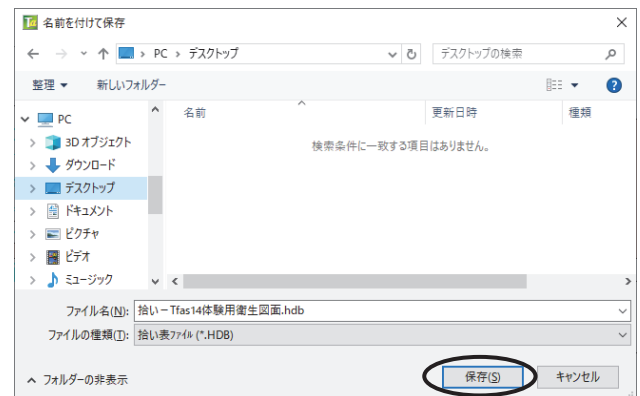 名前を付けて保存
PC › デスクトップ
デスクトップの検索
整理
新しいフォルダー
PC
3D オブジェクト
ダウンロード
デスクトップ
ドキュメント
ピクチャ
ビデオ
ミュージック
名前
更新日時
種類
検索条件に一致する項目はありません。
ファイル名(N): 拾い－Tfas14体験用衛生図面.hdb
ファイルの種類(T): 拾い表ファイル (*.HDB)
フォルダーの非表示
保存(S)
キャンセル